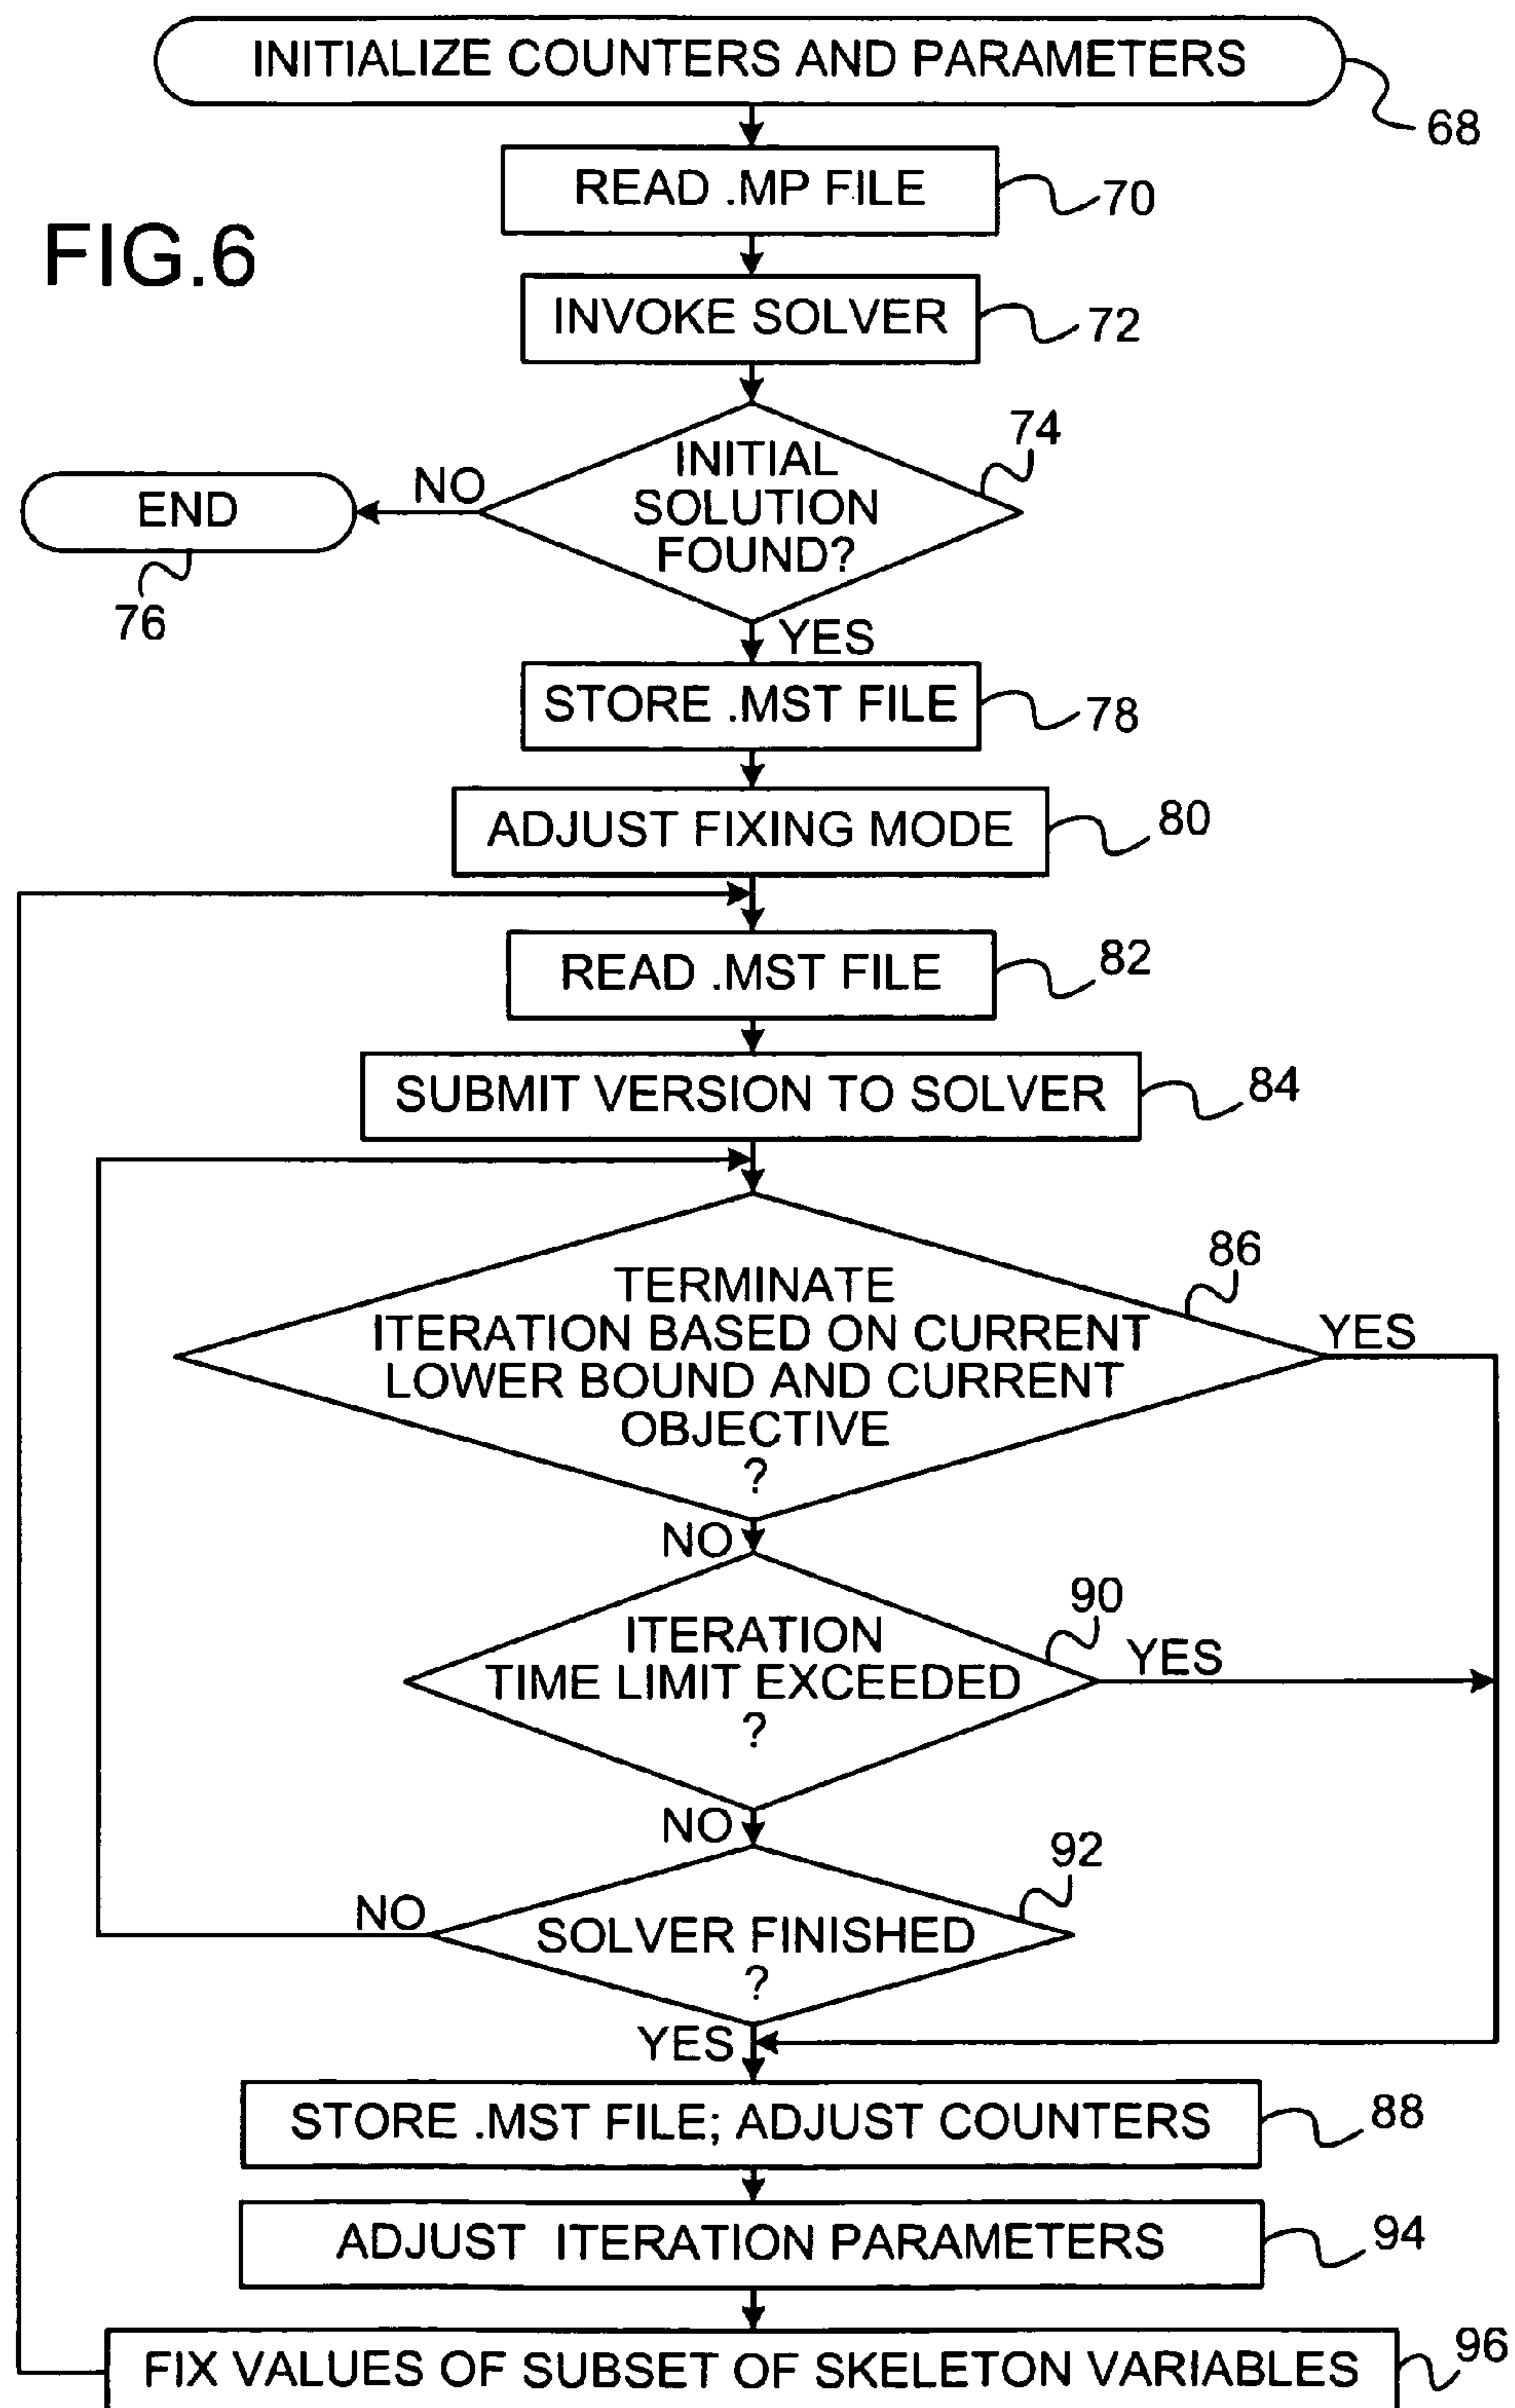 INITIALIZE COUNTERS AND PARAMETERS
68
READ .MP FILE
70
FIG.6
INVOKE SOLVER
72
INITIAL
SOLUTION
FOUND?
74
NO
END
76
YES
STORE .MST FILE
78
ADJUST FIXING MODE
80
READ .MST FILE
82
SUBMIT VERSION TO SOLVER
84
TERMINATE
ITERATION BASED ON CURRENT
LOWER BOUND AND CURRENT
OBJECTIVE
?
86
YES
NO
ITERATION
TIME LIMIT EXCEEDED
?
90
YES
NO
92
NO
SOLVER FINISHED
?
YES
STORE .MST FILE; ADJUST COUNTERS
88
ADJUST ITERATION PARAMETERS
94
FIX VALUES OF SUBSET OF SKELETON VARIABLES
96